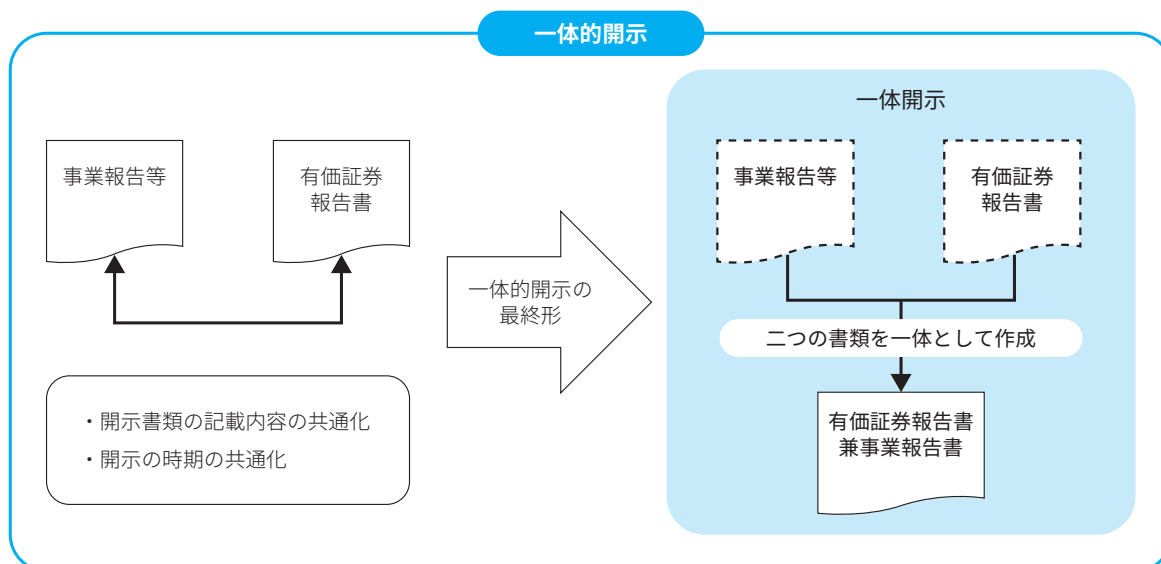 一体的開示
事業報告等
有価証券
報告書
・開示書類の記載内容の共通化
・開示の時期の共通化
一体的開示の
最終形
一体開示
事業報告等
有価証券
報告書
二つの書類を一体として作成
有価証券報告書
兼事業報告書